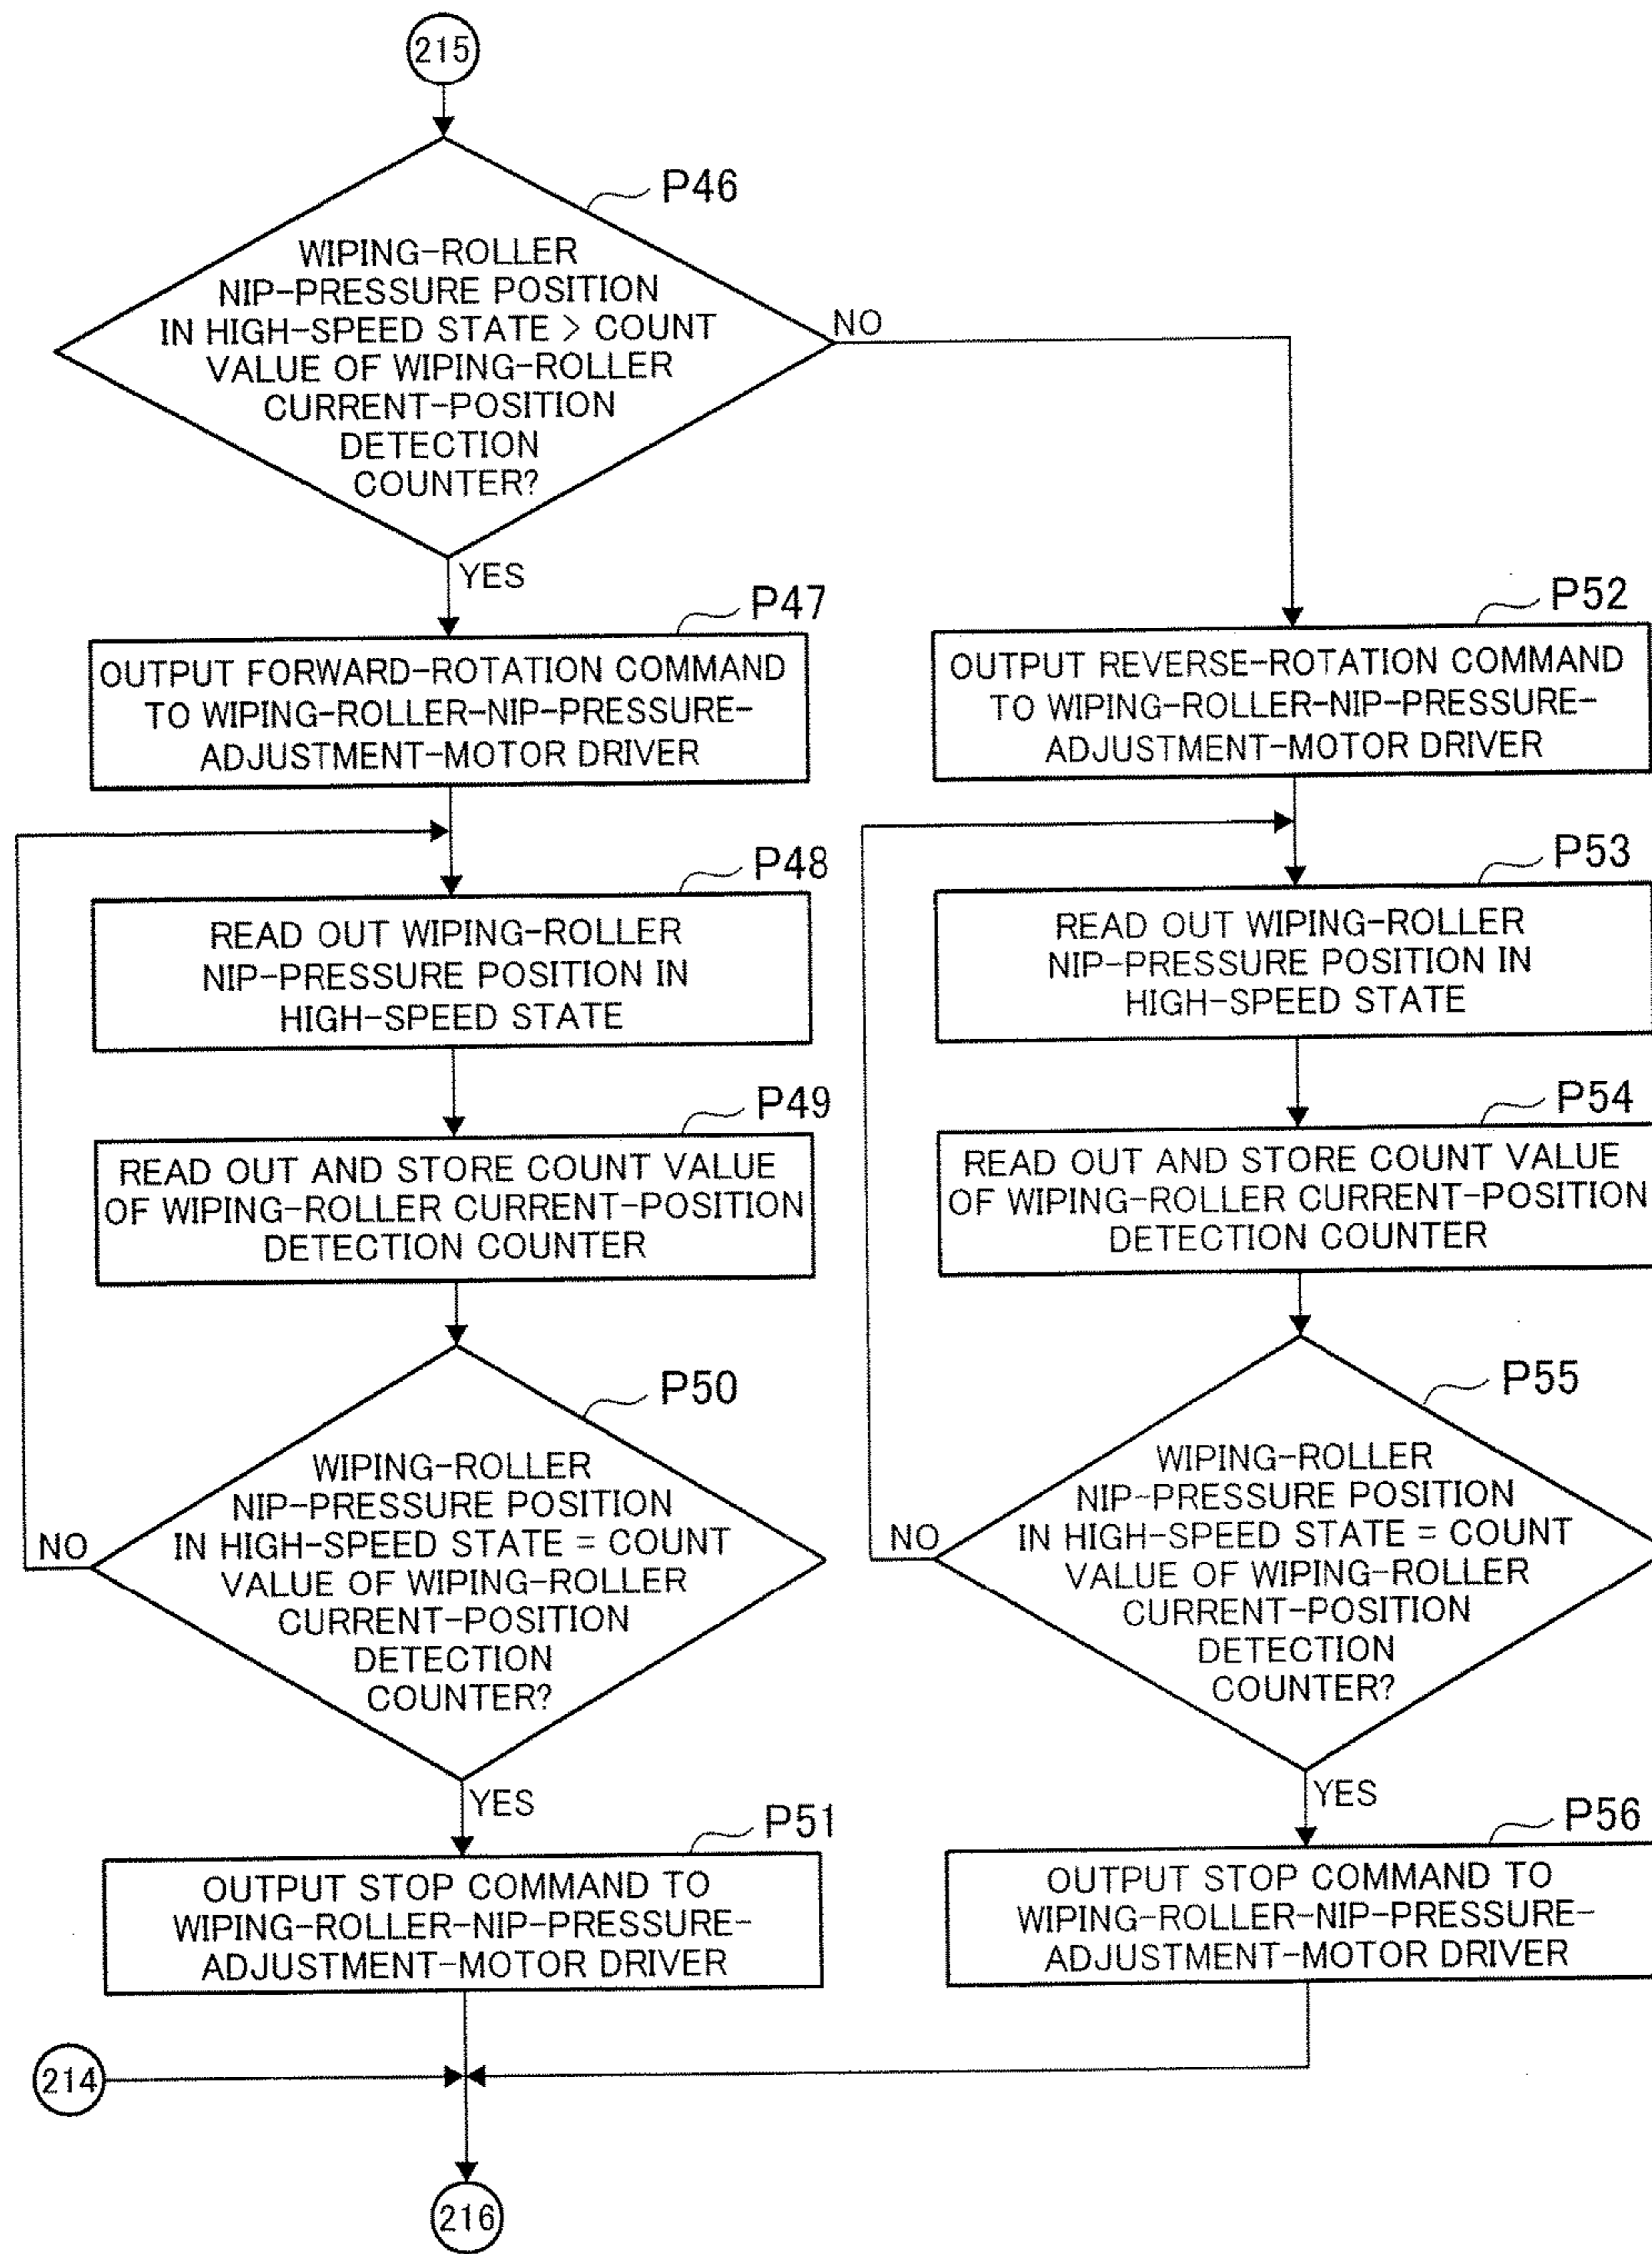 215
P46
WIPING-ROLLER
NIP-PRESSURE POSITION
IN HIGH-SPEED STATE > COUNT
VALUE OF WIPING-ROLLER
CURRENT-POSITION
DETECTION
COUNTER?
NO
YES
P47
OUTPUT FORWARD-ROTATION COMMAND
TO WIPING-ROLLER-NIP-PRESSURE-
ADJUSTMENT-MOTOR DRIVER
P52
OUTPUT REVERSE-ROTATION COMMAND
TO WIPING-ROLLER-NIP-PRESSURE-
ADJUSTMENT-MOTOR DRIVER
P48
READ OUT WIPING-ROLLER
NIP-PRESSURE POSITION IN
HIGH-SPEED STATE
P53
READ OUT WIPING-ROLLER
NIP-PRESSURE POSITION IN
HIGH-SPEED STATE
P49
READ OUT AND STORE COUNT VALUE
OF WIPING-ROLLER CURRENT-POSITION
DETECTION COUNTER
P54
READ OUT AND STORE COUNT VALUE
OF WIPING-ROLLER CURRENT-POSITION
DETECTION COUNTER
P50
WIPING-ROLLER
NIP-PRESSURE POSITION
IN HIGH-SPEED STATE = COUNT
VALUE OF WIPING-ROLLER
CURRENT-POSITION
DETECTION
COUNTER?
NO
YES
P55
WIPING-ROLLER
NIP-PRESSURE POSITION
IN HIGH-SPEED STATE = COUNT
VALUE OF WIPING-ROLLER
CURRENT-POSITION
DETECTION
COUNTER?
NO
YES
P51
OUTPUT STOP COMMAND TO
WIPING-ROLLER-NIP-PRESSURE-
ADJUSTMENT-MOTOR DRIVER
P56
OUTPUT STOP COMMAND TO
WIPING-ROLLER-NIP-PRESSURE-
ADJUSTMENT-MOTOR DRIVER
214
216